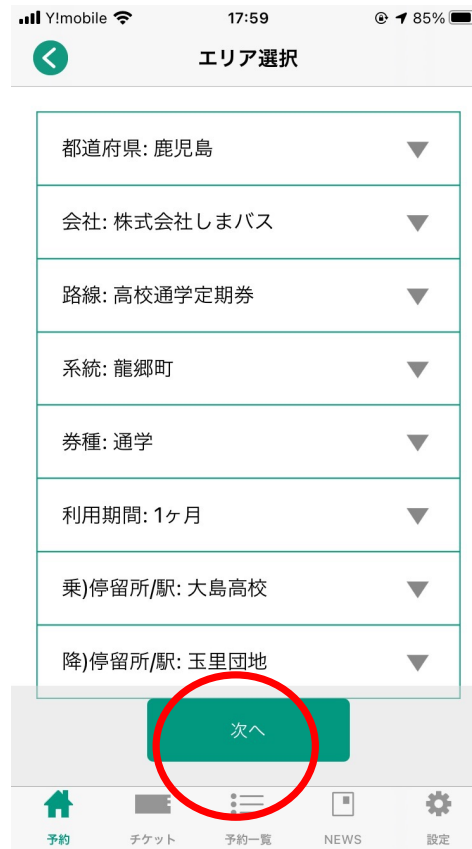 Y!mobile 17:59 85%
エリア選択
都道府県: 鹿児島
会社: 株式会社しまバス
路線: 高校通学定期券
系統: 龍郷町
券種: 通学
利用期間: 1ヶ月
乗)停留所/駅: 大島高校
降)停留所/駅: 玉里団地
次へ
予約 チケット 予約一覧 NEWS 設定